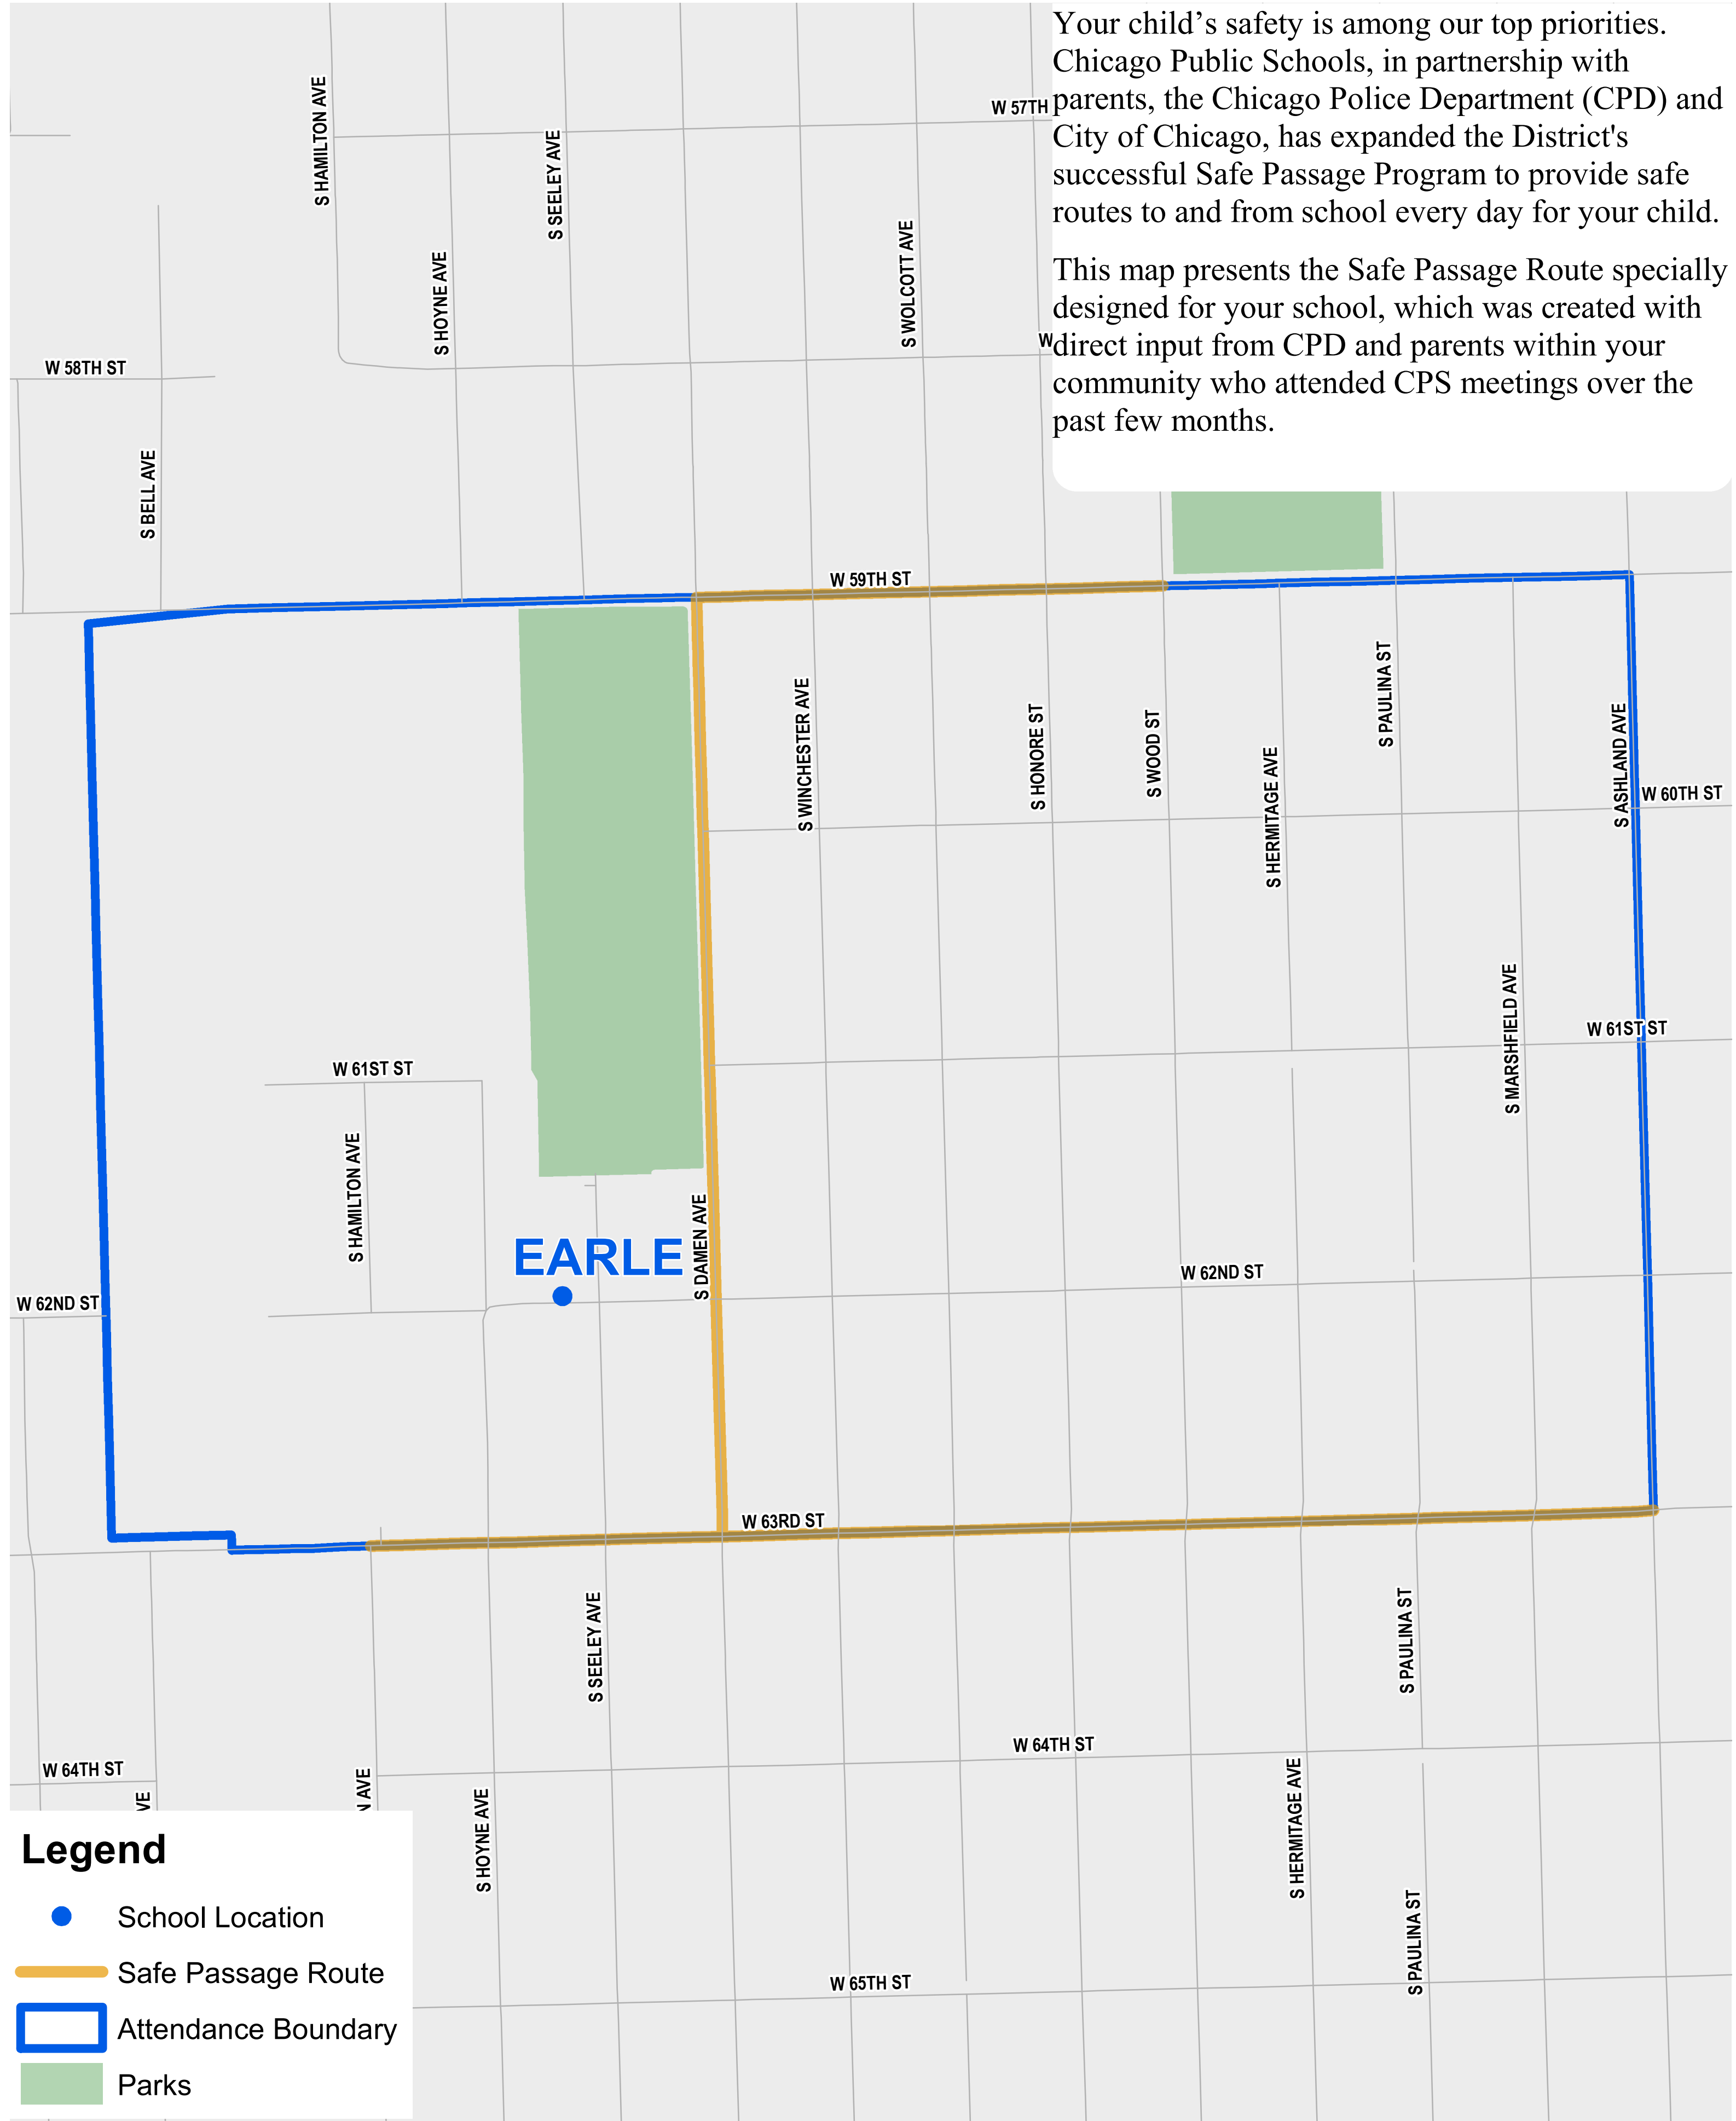 Your child’s safety is among our top priorities.
Chicago Public Schools, in partnership with
parents, the Chicago Police Department (CPD) and
City of Chicago, has expanded the District's
successful Safe Passage Program to provide safe
routes to and from school every day for your child.
This map presents the Safe Passage Route specially
designed for your school, which was created with
direct input from CPD and parents within your
community who attended CPS meetings over the
past few months.
S HAMILTON AVE
W 57TH
S SEELEY AVE
S WOLCOTT AVE
S HOYNE AVE
W
W 58TH ST
S BELL AVE
W 59TH ST
S PAULINA ST
S WINCHESTER AVE
S HONORE ST
S WOOD ST
S ASHLAND AVE
S HERMITAGE AVE
W 60TH ST
S MARSHFIELD AVE
W 61ST ST
W 61ST ST
S HAMILTON AVE
S DAMEN AVE
EARLE
W 62ND ST
W 62ND ST
W 63RD ST
S SEELEY AVE
S PAULINA ST
W 64TH ST
W 64TH ST
VE
N AVE
S HOYNE AVE
S HERMITAGE AVE
S PAULINA ST
W 65TH ST
Legend
School Location
Safe Passage Route
Attendance Boundary
Parks